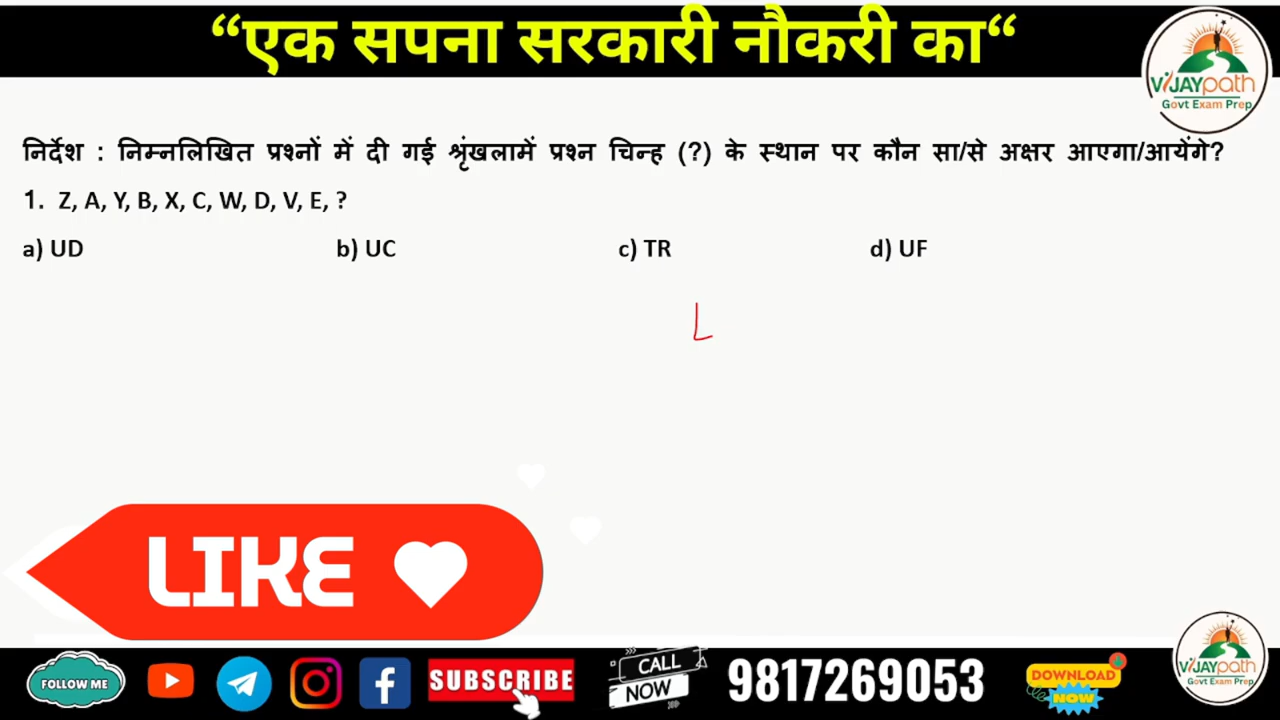 “एक सपना सरकारी नौकरी का“
VIJAYpath
Govt Exam Prep
निर्देश : निम्नलिखित प्रश्नों में दी गई श्रृंखलामें प्रश्न चिन्ह (?) के स्थान पर कौन सा/से अक्षर आएगा/आयेंगे?
1. Z, A, Y, B, X, C, W, D, V, E, ?
a) UD b) UC c) TR d) UF
L
LIKE
FOLLOW ME
SUBSCRIBE
CALL
NOW
9817269053
DOWNLOAD
NOW
VIJAYpath
Govt Exam Prep